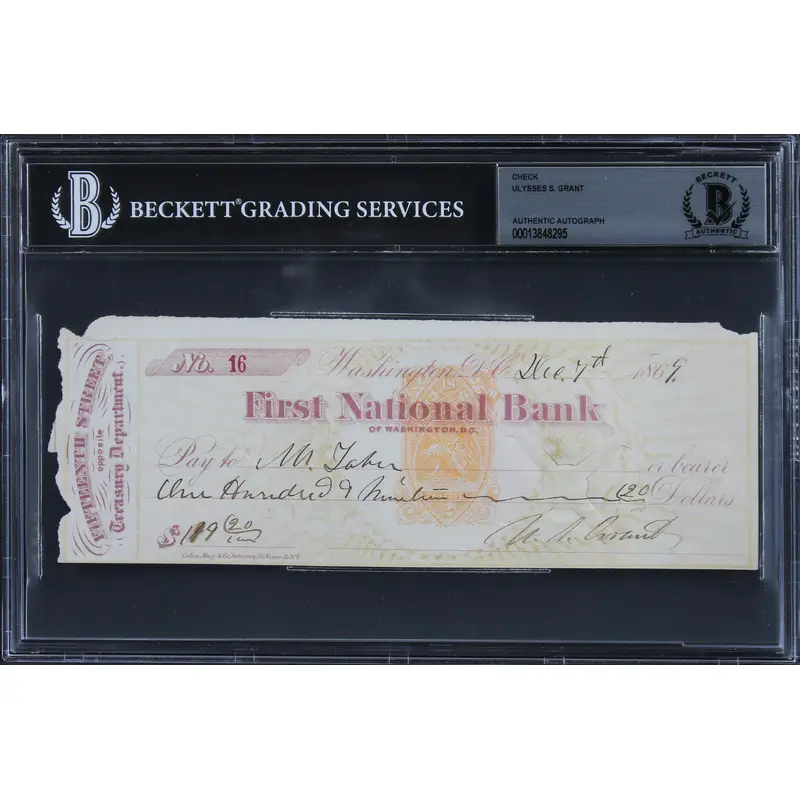 B BECKETT® GRADING SERVICES
CHECK
ULYSSES S. GRANT
AUTHENTIC AUTOGRAPH
00013848295
BECKETT
B
AUTHENTIC
FIFTEENTH STREET,
opposite
Treasury Department.
No. 16
Washington, D.C. Dec. 7th 1869.
First National Bank
OF WASHINGTON, D.C.
Pay to Mr. Taber or bearer
One Hundred & Nineteen 20/100 Dollars
$119 20/100
U. S. Grant